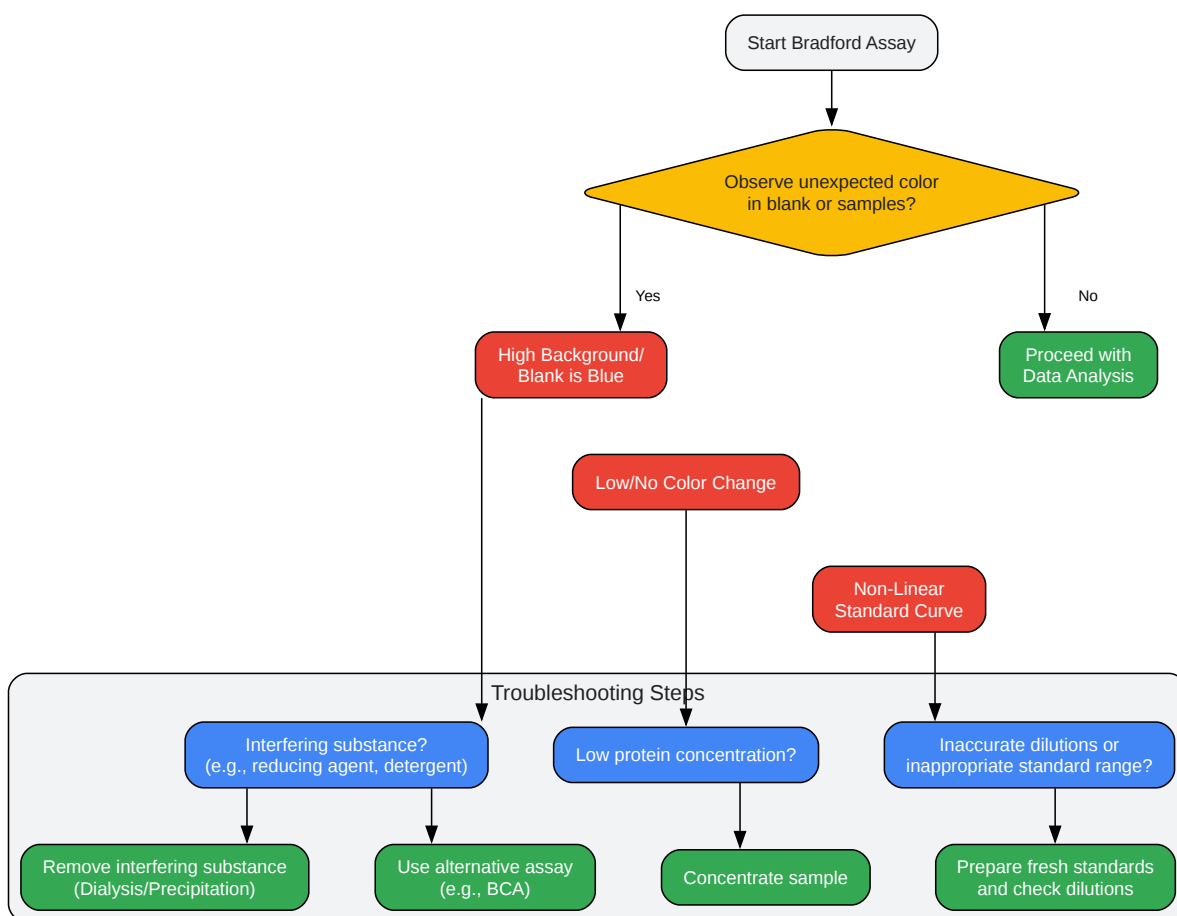 Start Bradford Assay
Observe unexpected color
in blank or samples?
Yes
No
High Background/
Blank is Blue
Proceed with
Data Analysis
Low/No Color Change
Non-Linear
Standard Curve
Troubleshooting Steps
Interfering substance?
(e.g., reducing agent, detergent)
Low protein concentration?
Inaccurate dilutions or
inappropriate standard range?
Remove interfering substance
(Dialysis/Precipitation)
Use alternative assay
(e.g., BCA)
Concentrate sample
Prepare fresh standards
and check dilutions